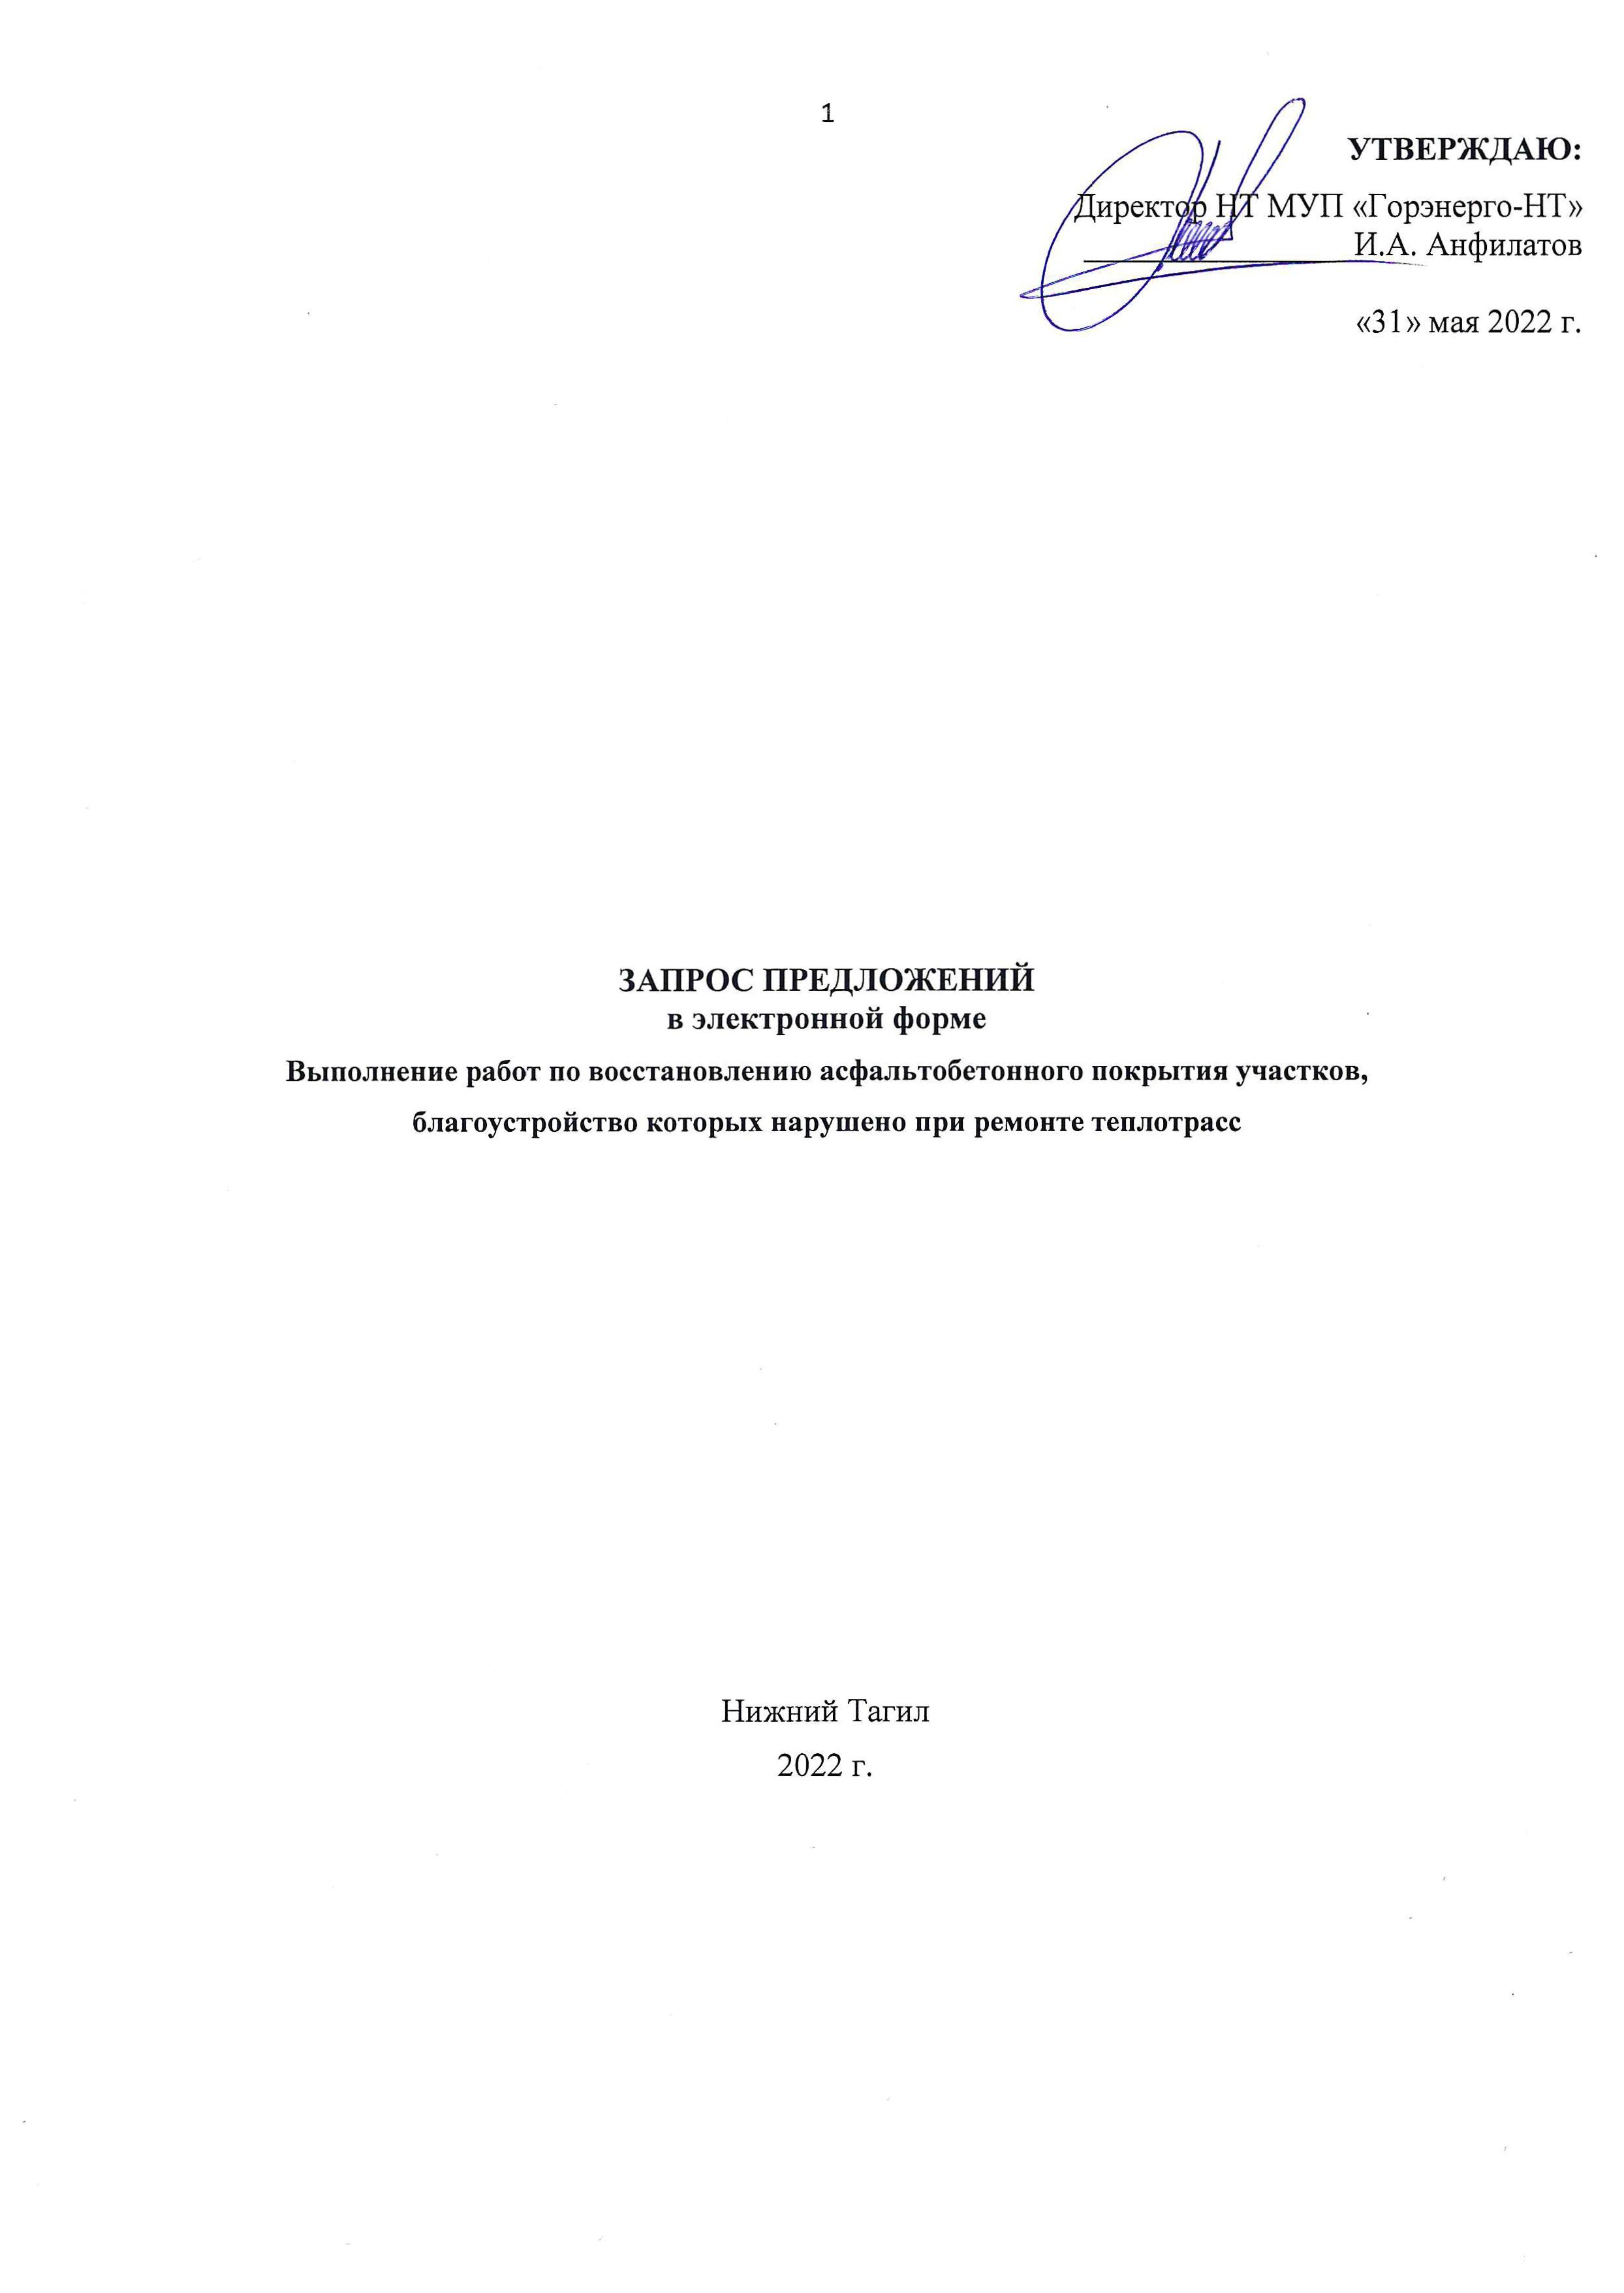 1
УТВЕРЖДАЮ:
Директор НТ МУП «Горэнерго-НТ»
И.А. Анфилатов
«31» мая 2022 г.
ЗАПРОС ПРЕДЛОЖЕНИЙ
в электронной форме
Выполнение работ по восстановлению асфальтобетонного покрытия участков,
благоустройство которых нарушено при ремонте теплотрасс
Нижний Тагил
2022 г.